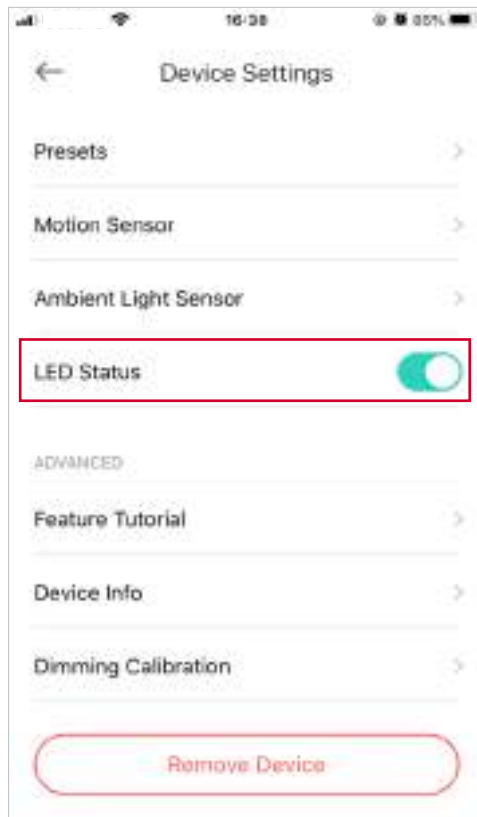 16:38
Device Settings
Presets
Motion Sensor
Ambient Light Sensor
LED Status
ADVANCED
Feature Tutorial
Device Info
Dimming Calibration
Remove Device